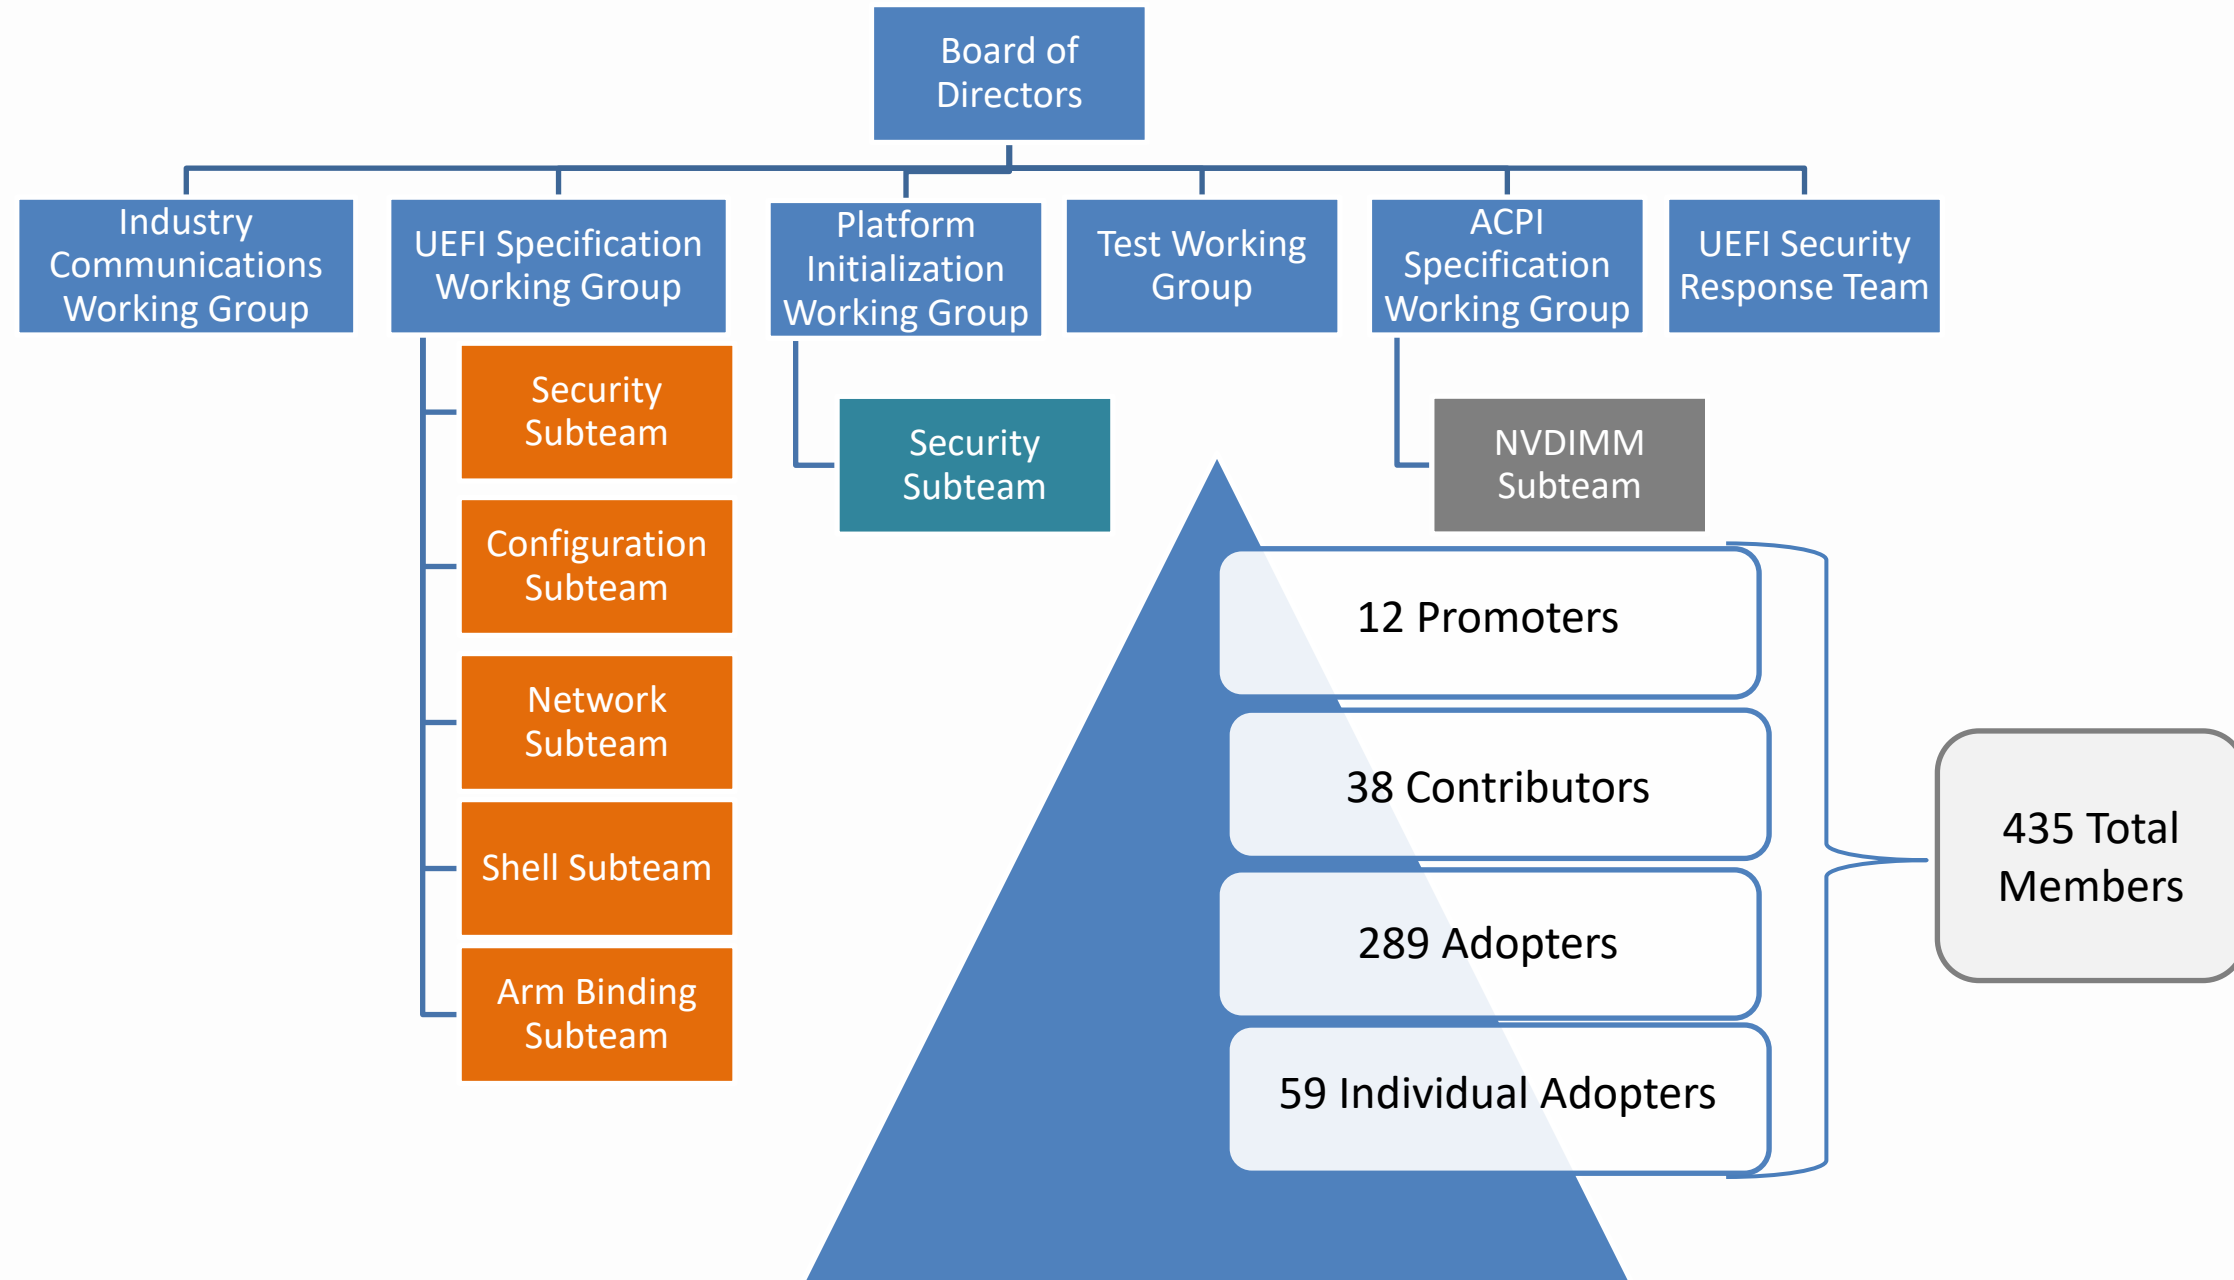 Board of
Directors
Industry
Communications
Working Group
UEFI Specification
Working Group
Platform
Initialization
Working Group
Test Working
Group
ACPI
Specification
Working Group
UEFI Security
Response Team
Security
Subteam
Configuration
Subteam
Network
Subteam
Shell Subteam
Arm Binding
Subteam
Security
Subteam
NVDIMM
Subteam
12 Promoters
38 Contributors
289 Adopters
59 Individual Adopters
435 Total
Members